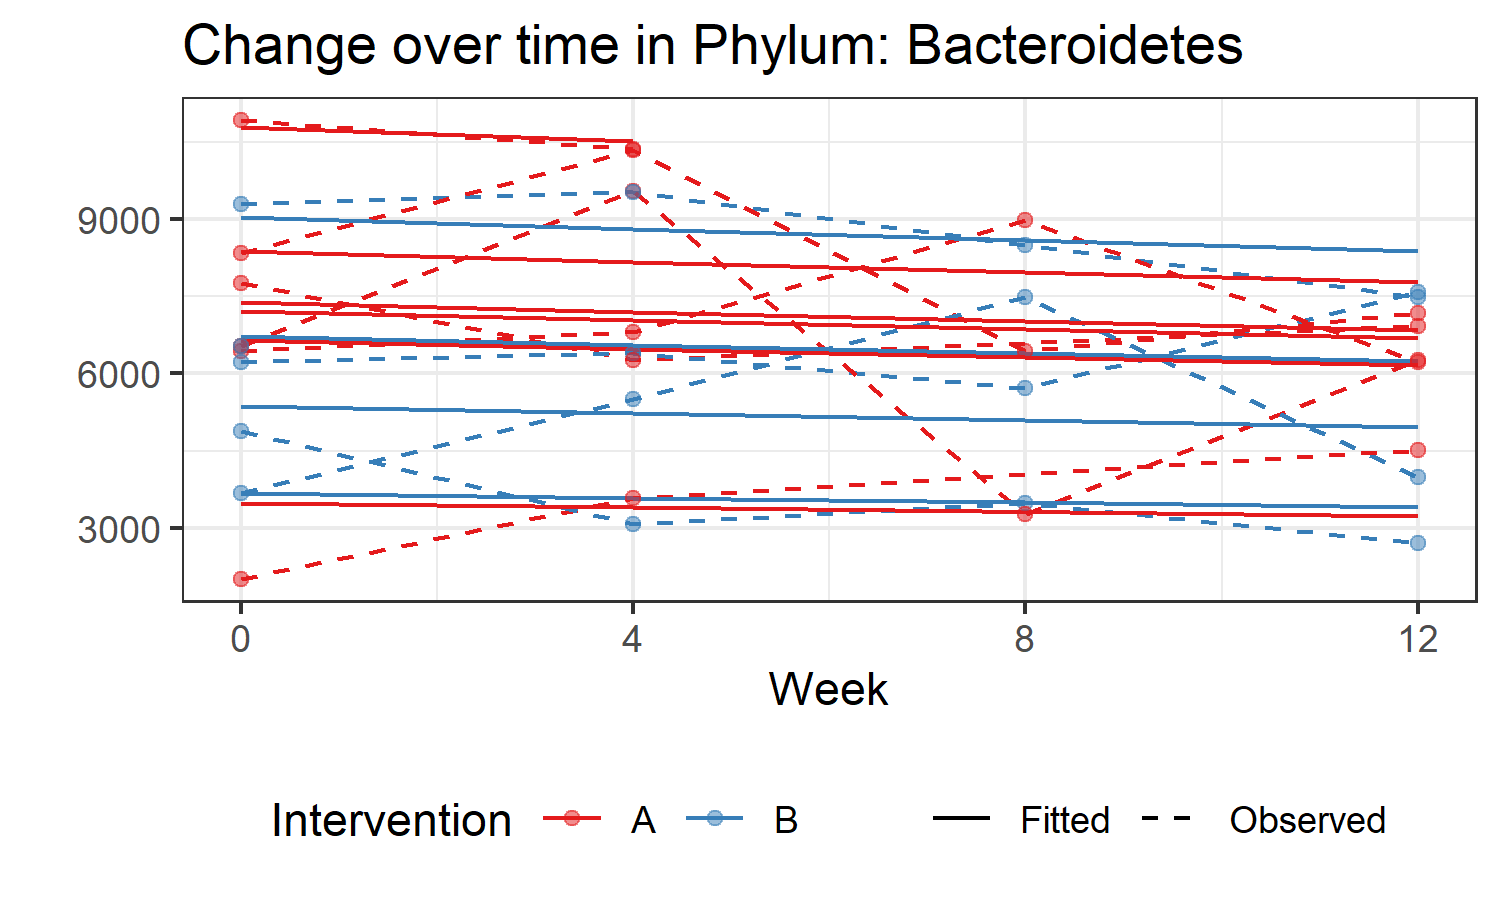 Change over time in Phylum: Bacteroidetes
9000
6000
3000
0 4 8 12
Week
Intervention A B Fitted Observed